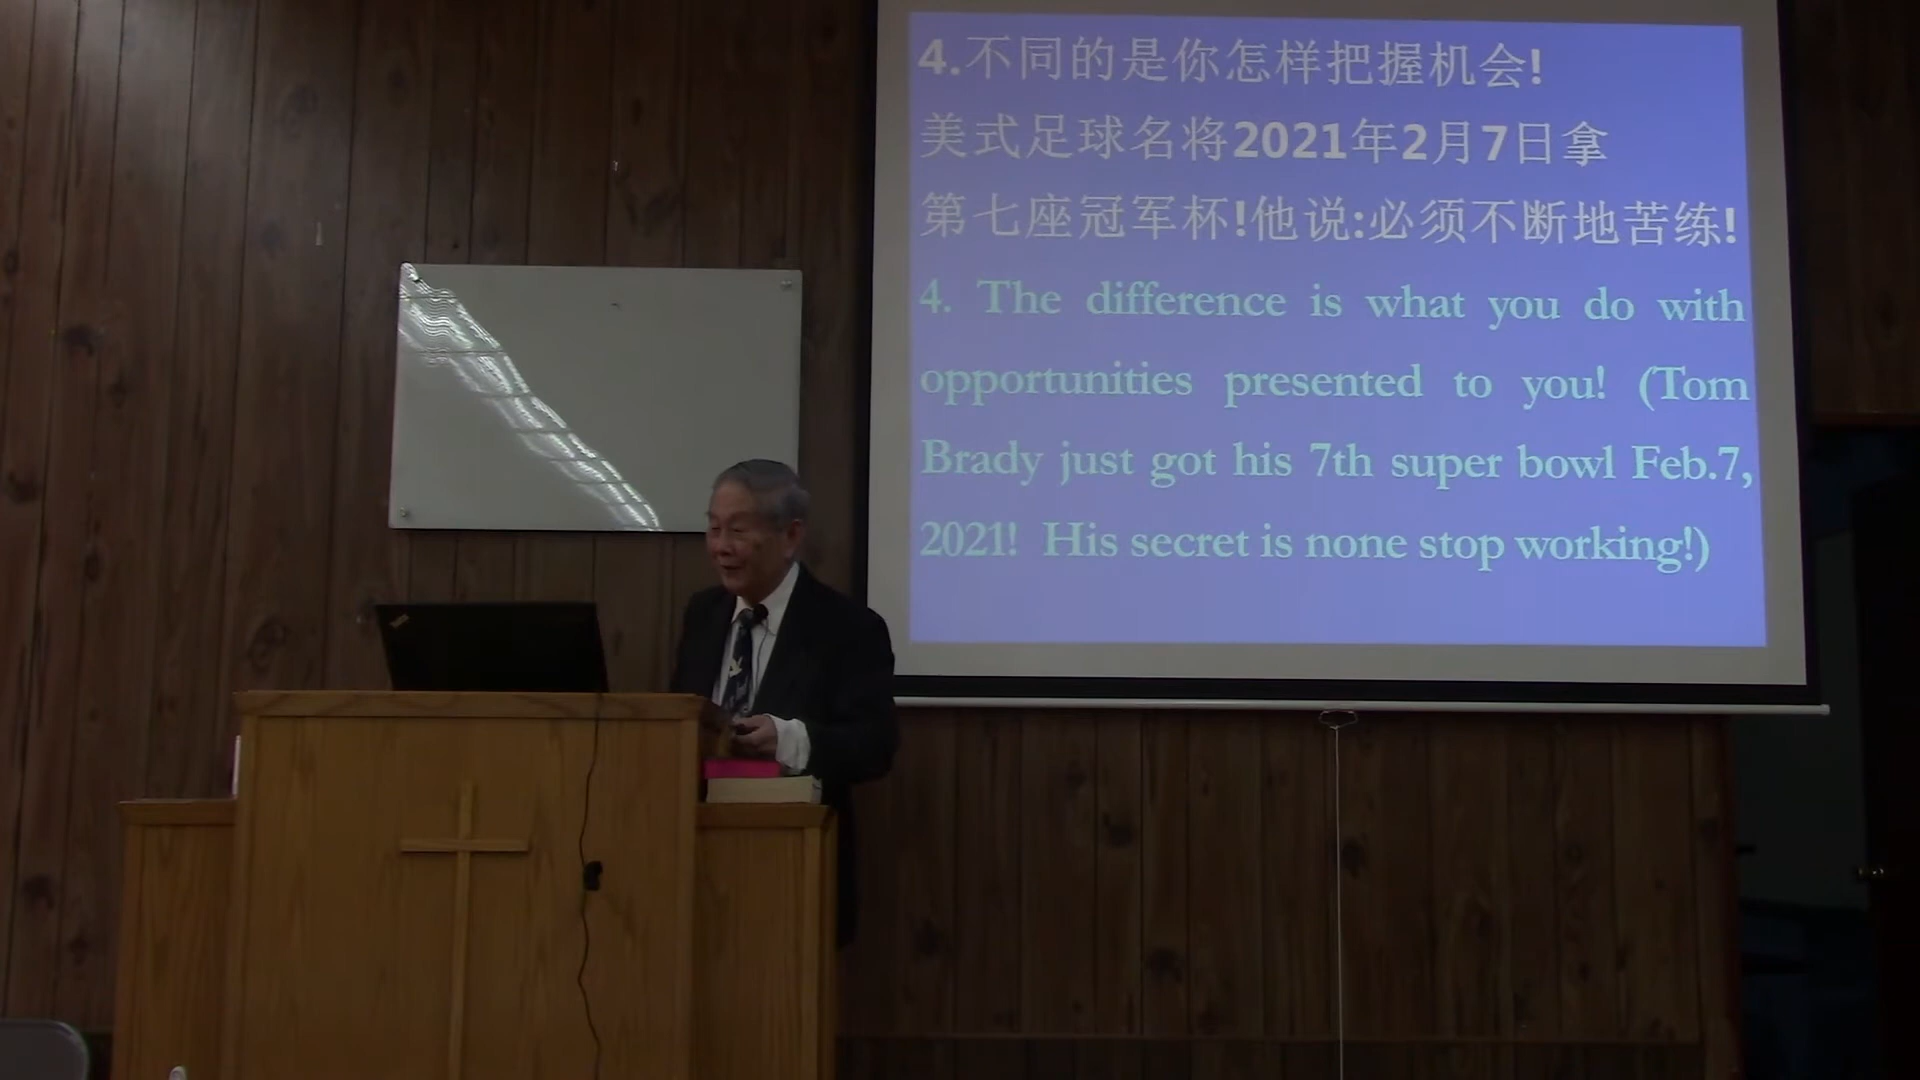 4.不同的是你怎样把握机会!
美式足球名将2021年2月7日拿
第七座冠军杯!他说:必须不断地苦练!
4. The difference is what you do with
opportunities presented to you! (Tom
Brady just got his 7th super bowl Feb.7,
2021! His secret is none stop working!)